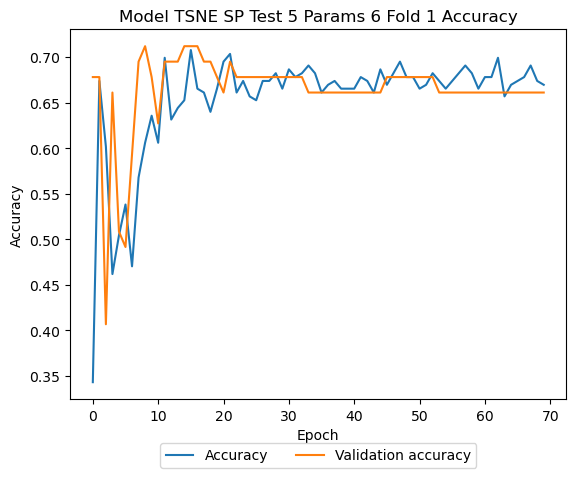 Model TSNE SP Test 5 Params 6 Fold 1 Accuracy
0.70
0.65
0.60
0.55
0.50
0.45
0.40
0.35
Accuracy
0 10 20 30 40 50 60 70
Epoch
Accuracy Validation accuracy